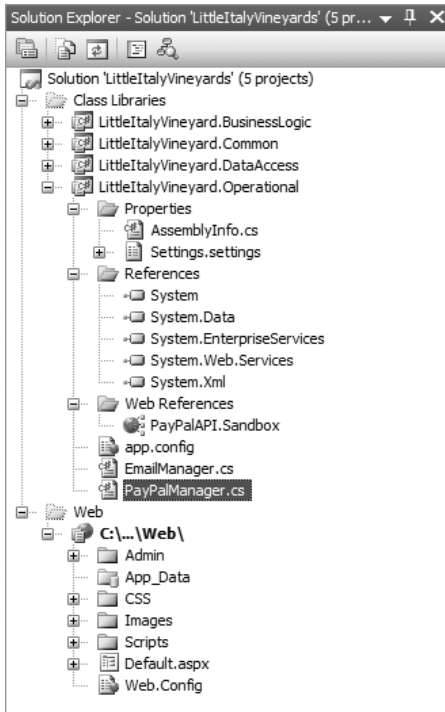 Solution Explorer - Solution 'LittleItalyVineyards' (5 pr...
Solution 'LittleItalyVineyards' (5 projects)
Class Libraries
LittleItalyVineyard.BusinessLogic
LittleItalyVineyard.Common
LittleItalyVineyard.DataAccess
LittleItalyVineyard.Operational
Properties
AssemblyInfo.cs
Settings.settings
References
System
System.Data
System.EnterpriseServices
System.Web.Services
System.Xml
Web References
PayPalAPI.Sandbox
app.config
EmailManager.cs
PayPalManager.cs
Web
C:\...\Web\
Admin
App_Data
CSS
Images
Scripts
Default.aspx
Web.Config